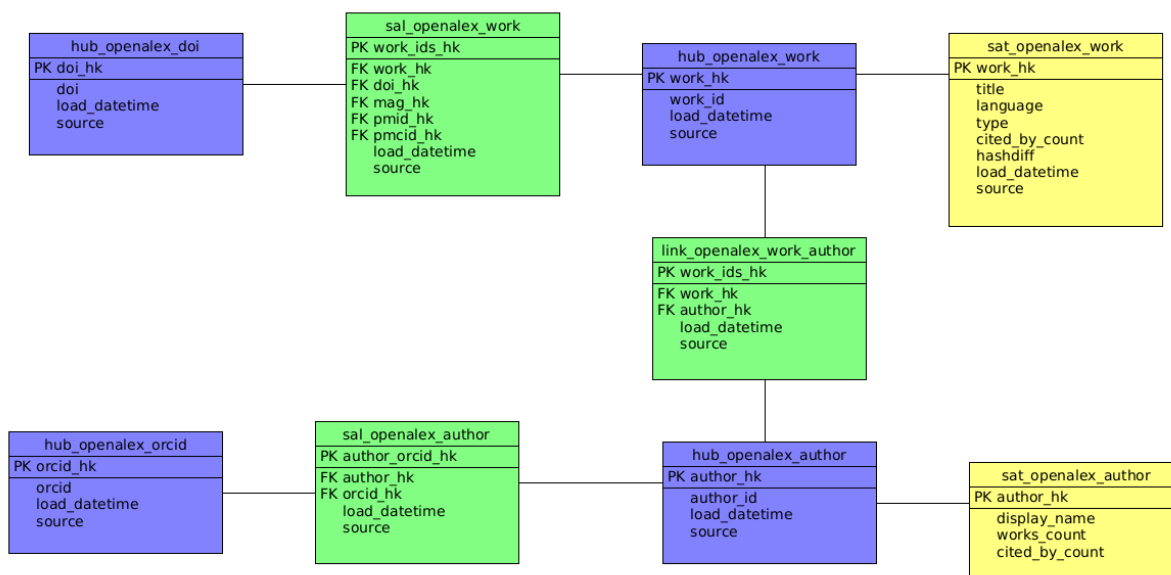 hub_openalex_doi
PK doi_hk
doi
load_datetime
source
sal_openalex_work
PK work_ids_hk
FK work_hk
FK doi_hk
FK mag_hk
FK pmid_hk
FK pmcid_hk
load_datetime
source
hub_openalex_work
PK work_hk
work_id
load_datetime
source
sat_openalex_work
PK work_hk
title
language
type
cited_by_count
hashdiff
load_datetime
source
link_openalex_work_author
PK work_ids_hk
FK work_hk
FK author_hk
load_datetime
source
hub_openalex_orcid
PK orcid_hk
orcid
load_datetime
source
sal_openalex_author
PK author_orcid_hk
FK author_hk
FK orcid_hk
load_datetime
source
hub_openalex_author
PK author_hk
author_id
load_datetime
source
sat_openalex_author
PK author_hk
display_name
works_count
cited_by_count